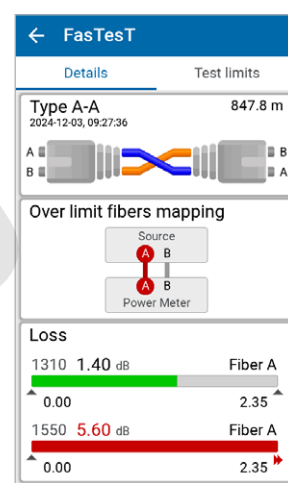 ← FasTesT
Details Test limits
Type A-A 847.8 m
2024-12-03, 09:27:36
A B
B A
Over limit fibers mapping
Source
A B
A B
Power Meter
Loss
1310 1.40 dB Fiber A
0.00 2.35
1550 5.60 dB Fiber A
0.00 2.35